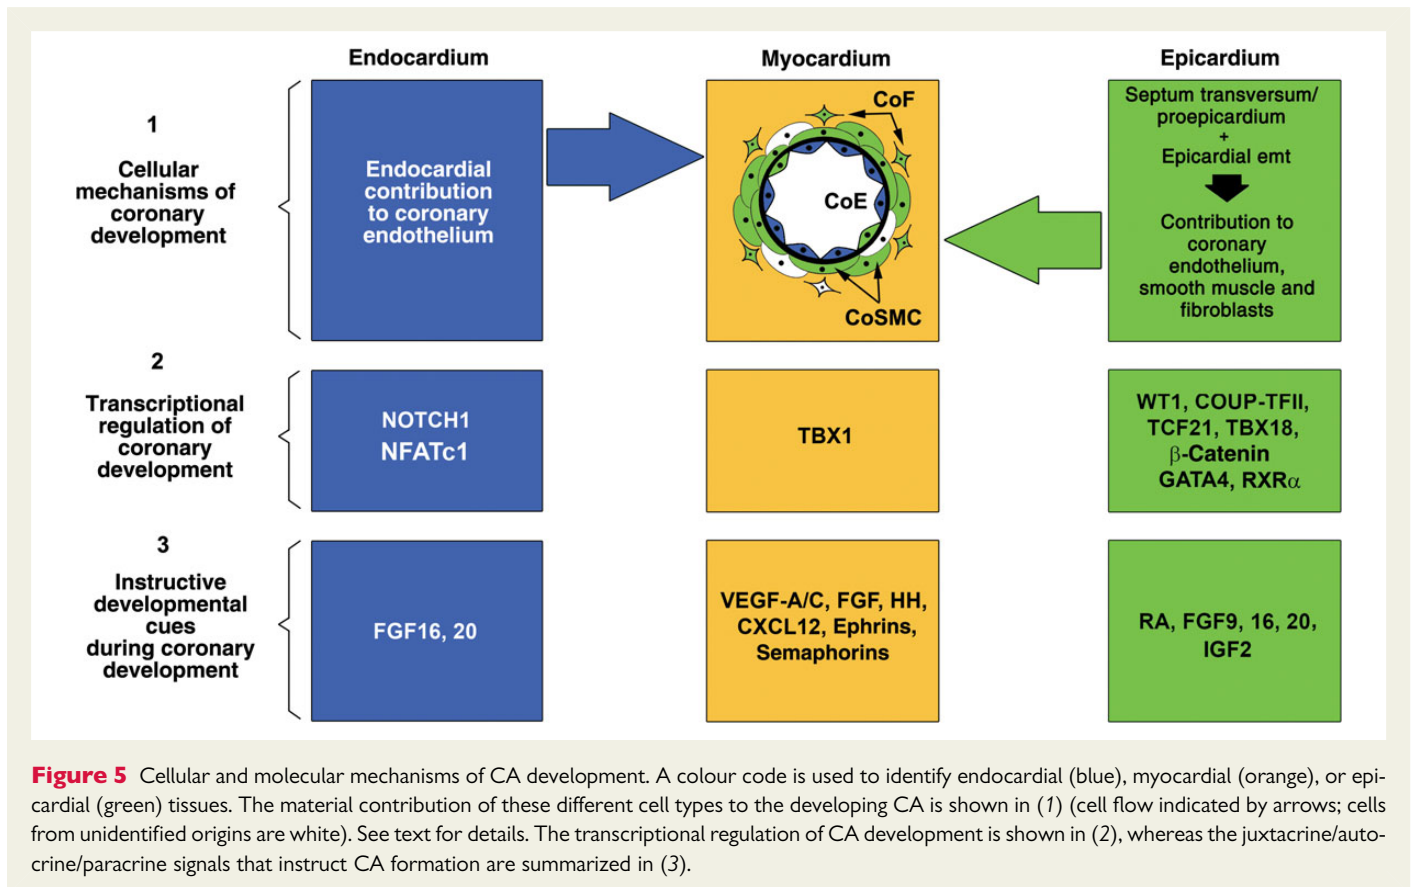 Endocardium
Myocardium
Epicardium
1
Cellular
mechanisms of
coronary
development
Endocardial
contribution
to coronary
endothelium
CoF
CoE
CoSMC
Septum transversum/
proepicardium
+
Epicardial emt
Contribution to
coronary
endothelium,
smooth muscle and
fibroblasts
2
Transcriptional
regulation of
coronary
development
NOTCH1
NFATc1
TBX1
WT1, COUP-TFII,
TCF21, TBX18,
β-Catenin
GATA4, RXRα
3
Instructive
developmental
cues
during coronary
development
FGF16, 20
VEGF-A/C, FGF, HH,
CXCL12, Ephrins,
Semaphorins
RA, FGF9, 16, 20,
IGF2
Figure 5 Cellular and molecular mechanisms of CA development. A colour code is used to identify endocardial (blue), myocardial (orange), or epi-
cardial (green) tissues. The material contribution of these different cell types to the developing CA is shown in (1) (cell flow indicated by arrows; cells
from unidentified origins are white). See text for details. The transcriptional regulation of CA development is shown in (2), whereas the juxtacrine/auto-
crine/paracrine signals that instruct CA formation are summarized in (3).